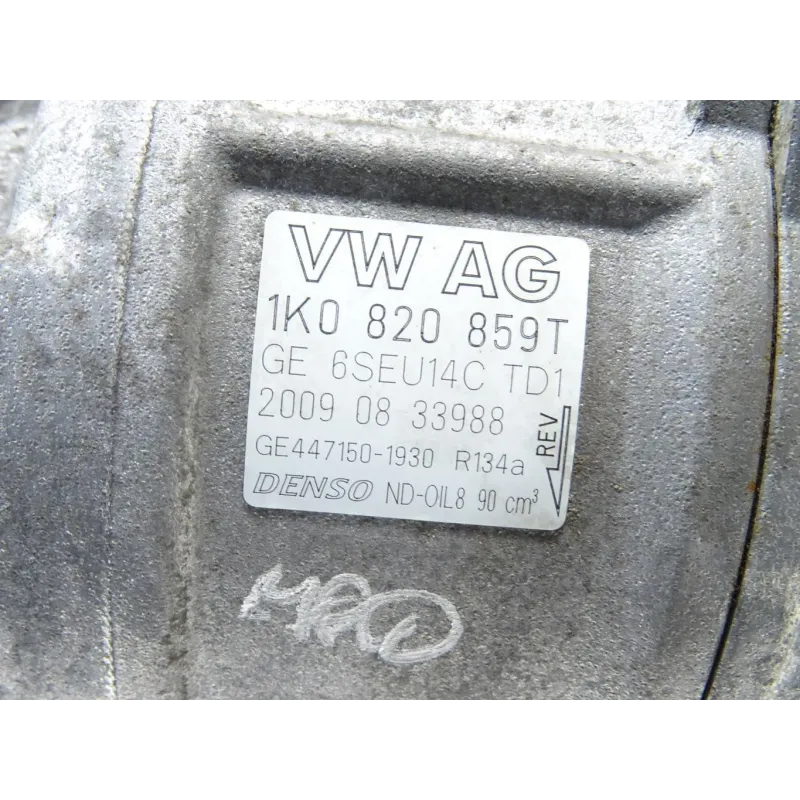 VW AG
1K0 820 859T
GE 6SEU14C TD1
2009 08 33988
GE447150-1930 R134a
DENSO ND-OIL8 90 cm³
REV